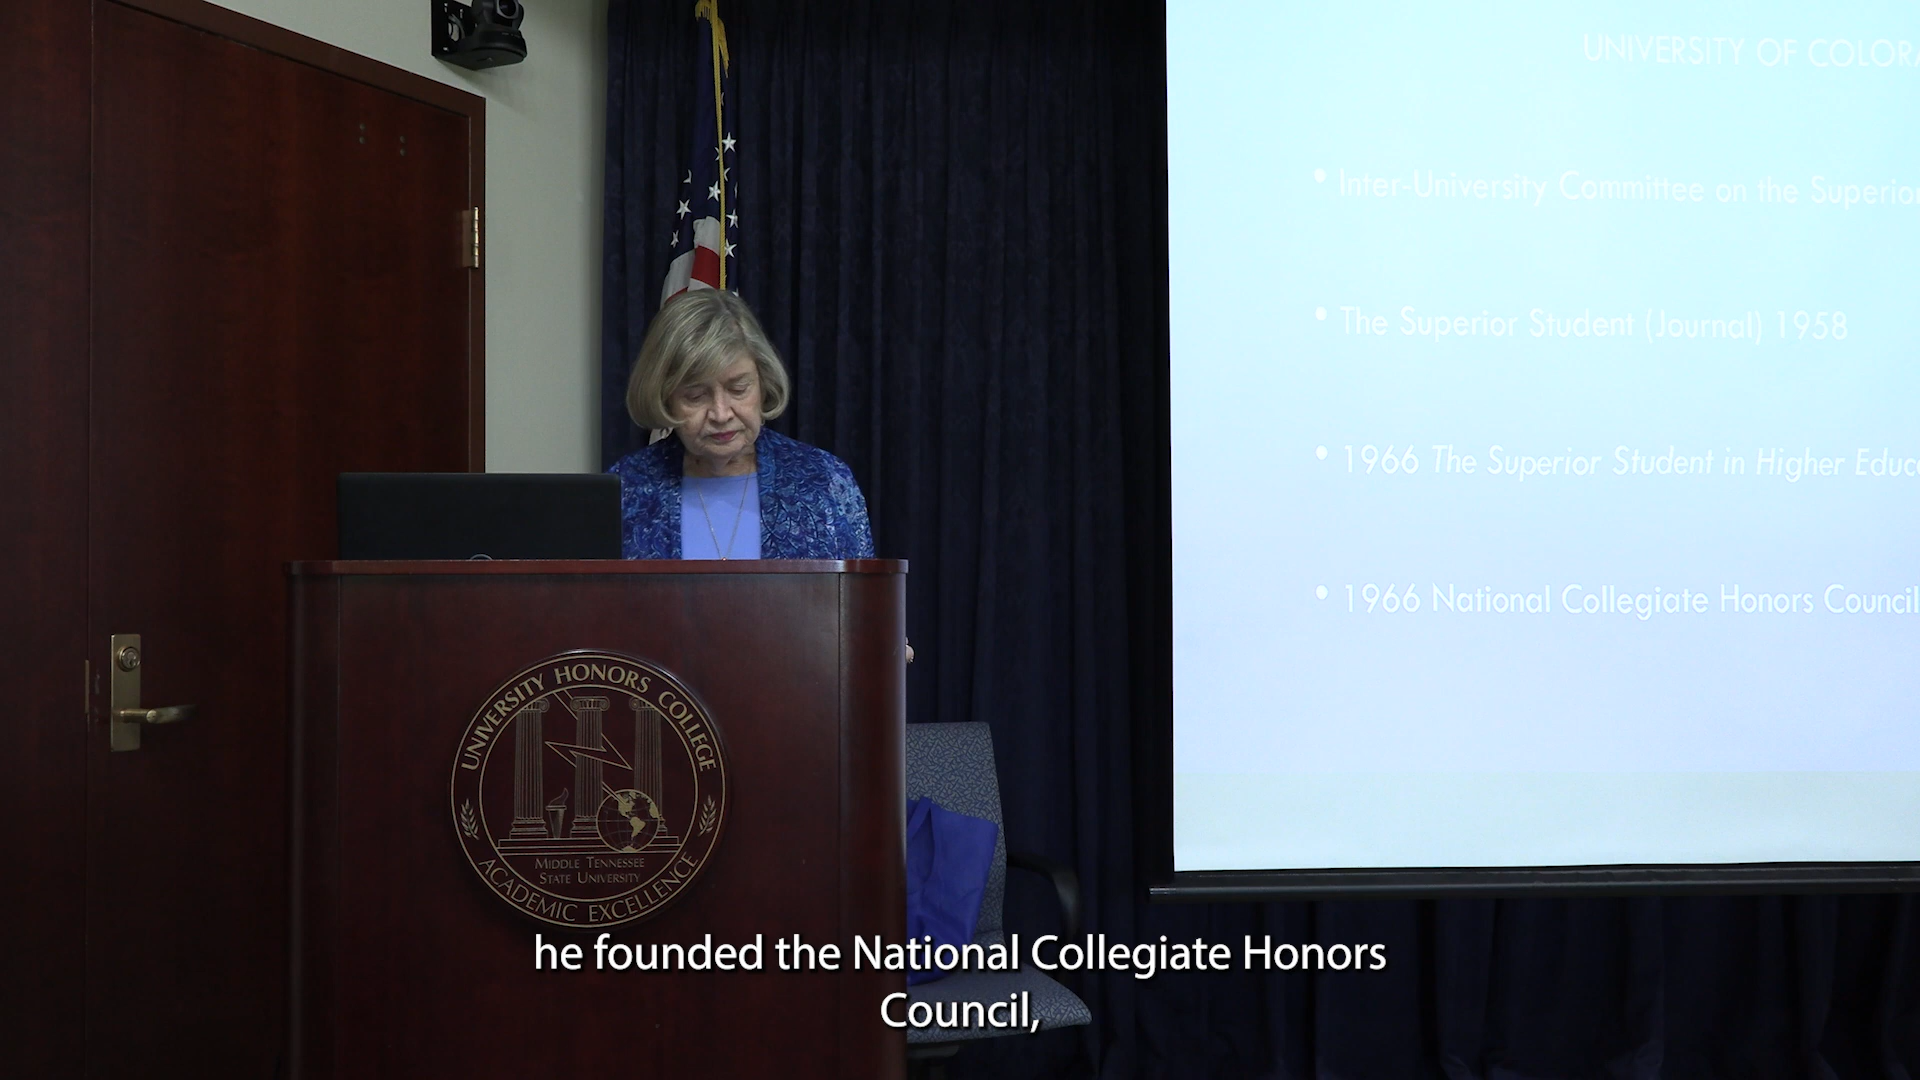 UNIVERSITY OF COLORA
• Inter-University Committee on the Superior
• The Superior Student (Journal) 1958
• 1966 The Superior Student in Higher Educ
• 1966 National Collegiate Honors Council
UNIVERSITY HONORS COLLEGE
MIDDLE TENNESSEE
STATE UNIVERSITY
ACADEMIC EXCELLENCE
he founded the National Collegiate Honors
Council,